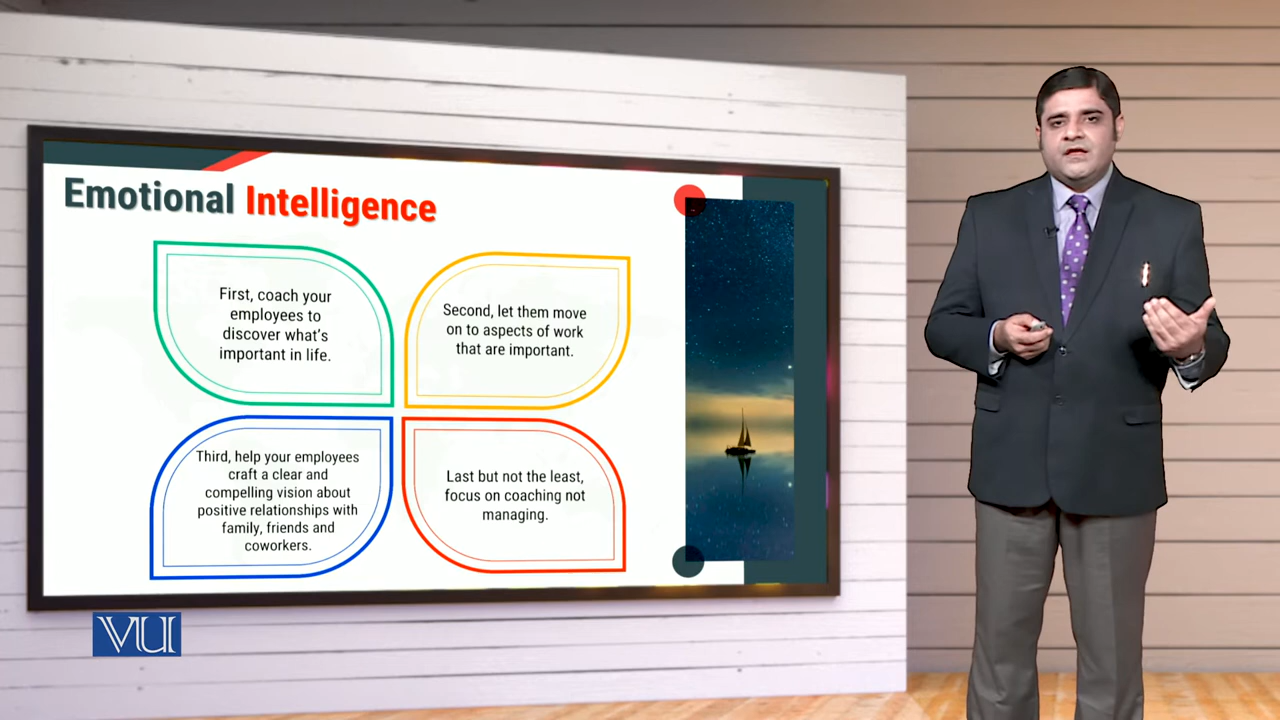 Emotional Intelligence
First, coach your
employees to
discover what's
important in life.
Second, let them move
on to aspects of work
that are important.
Third, help your employees
craft a clear and
compelling vision about
positive relationships with
family, friends and
coworkers.
Last but not the least,
focus on coaching not
managing.
VU